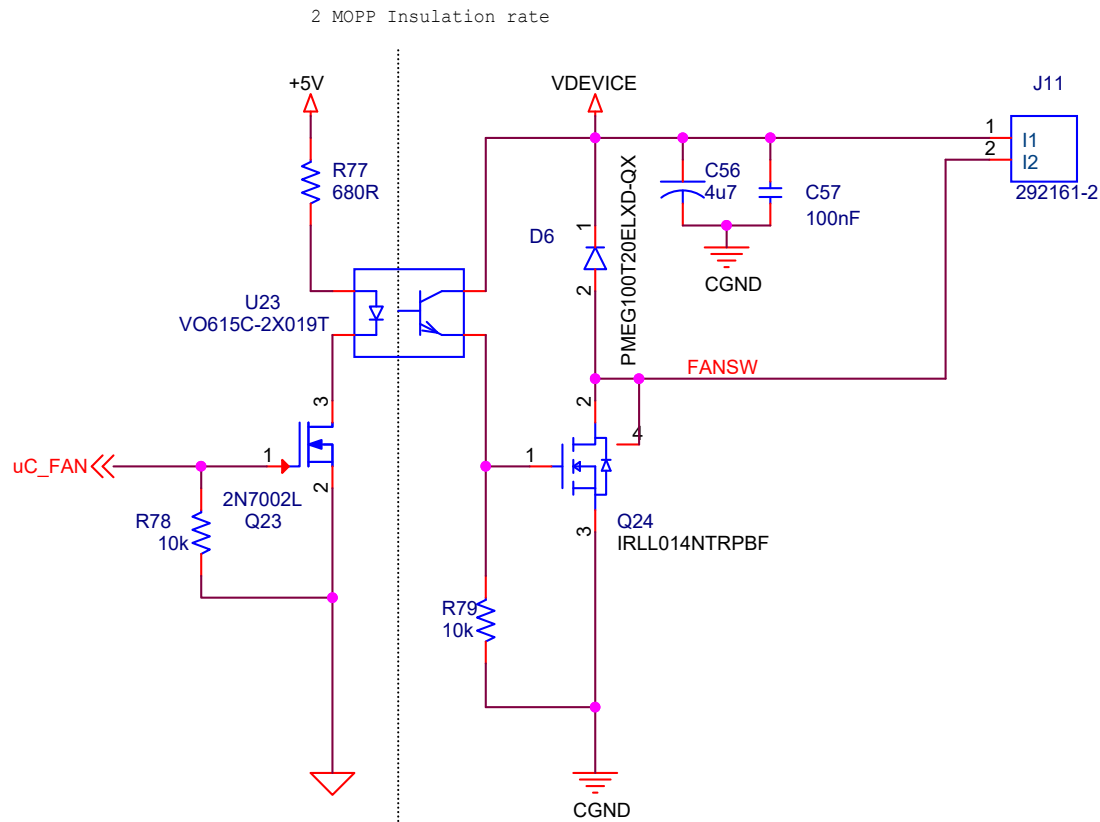 2 MOPP Insulation rate
+5V
VDEVICE
J11
R77
680R
1
2
I1
I2
292161-2
C56
4u7
C57
100nF
CGND
D6
1
2
PMEG100T20ELXD-QX
U23
VO615C-2X019T
FANSW
3
1
2
uC_FAN
2N7002L
Q23
R78
10k
2
4
1
3
Q24
IRLL014NTRPBF
R79
10k
CGND